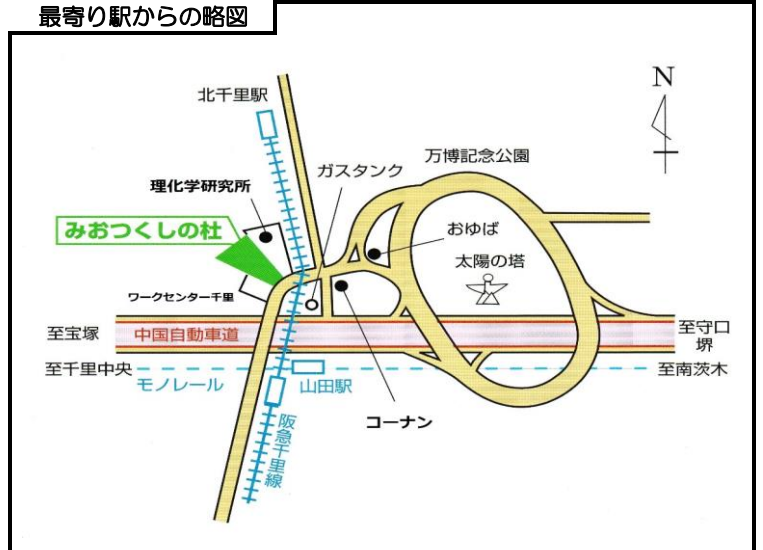 最寄り駅からの略図
N
北千里駅
ガスタンク
万博記念公園
理化学研究所
みおつくしの杜
おゆば
太陽の塔
ワークセンター千里
至宝塚
中国自動車道
至守口
堺
至千里中央
モノレール
山田駅
至南茨木
コーナン
阪急千里線